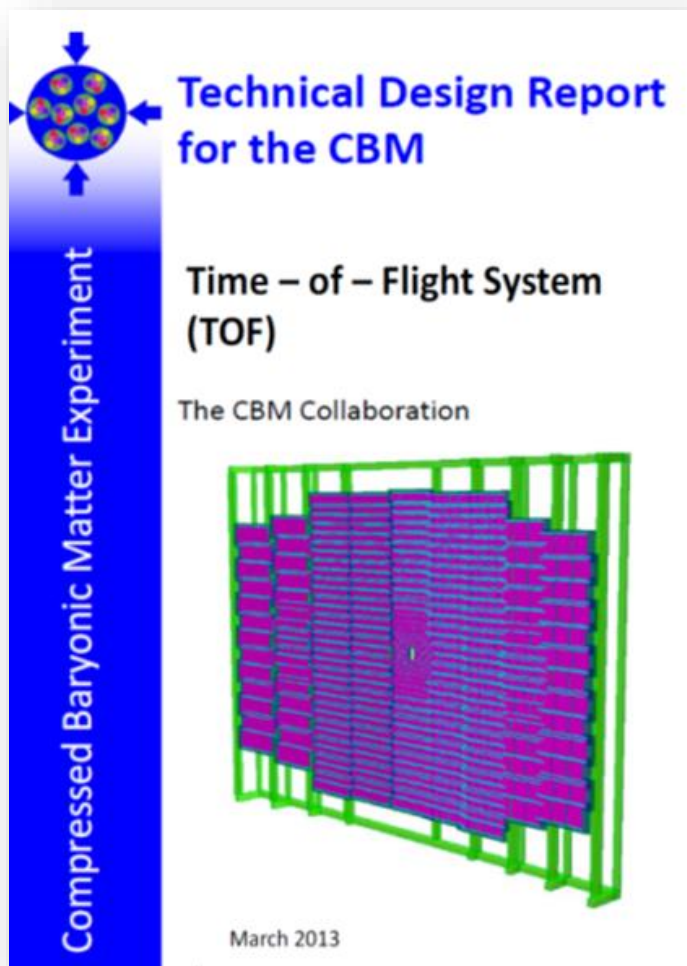 Technical Design Report
for the CBM
Time – of – Flight System
(TOF)
The CBM Collaboration
Compressed Baryonic Matter Experiment
March 2013